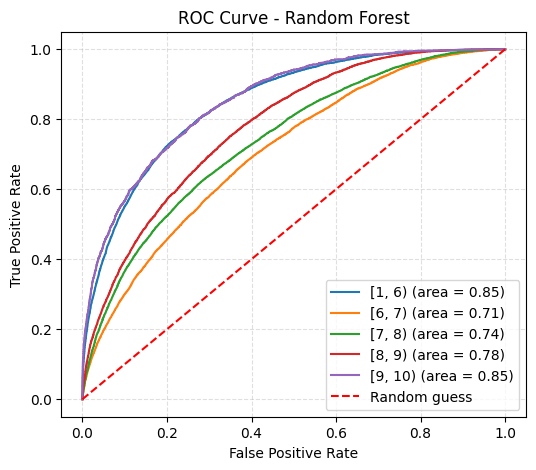 ROC Curve - Random Forest
True Positive Rate
1.0
0.8
0.6
0.4
0.2
0.0
[1, 6) (area = 0.85)
[6, 7) (area = 0.71)
[7, 8) (area = 0.74)
[8, 9) (area = 0.78)
[9, 10) (area = 0.85)
Random guess
0.0 0.2 0.4 0.6 0.8 1.0
False Positive Rate